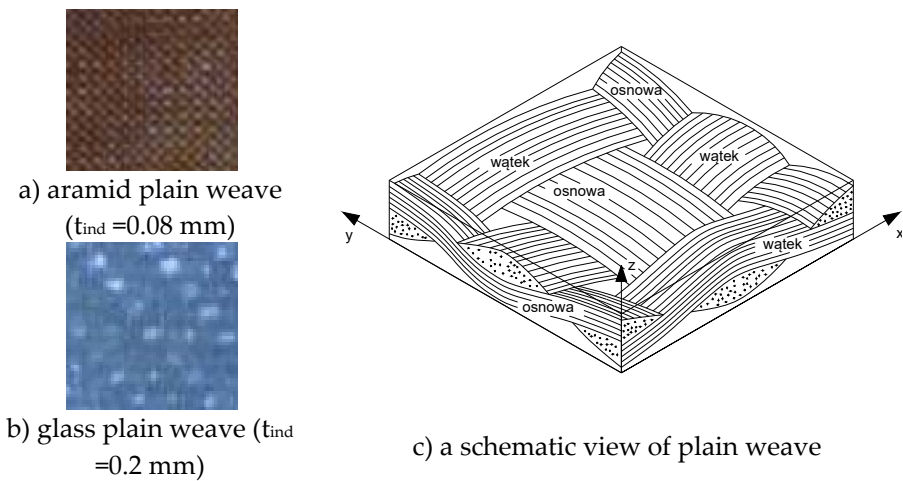 a) aramid plain weave
(tind =0.08 mm)
b) glass plain weave (tind
=0.2 mm)
osnowa
wątek
wątek
osnowa
y
x
wątek
z
osnowa
c) a schematic view of plain weave